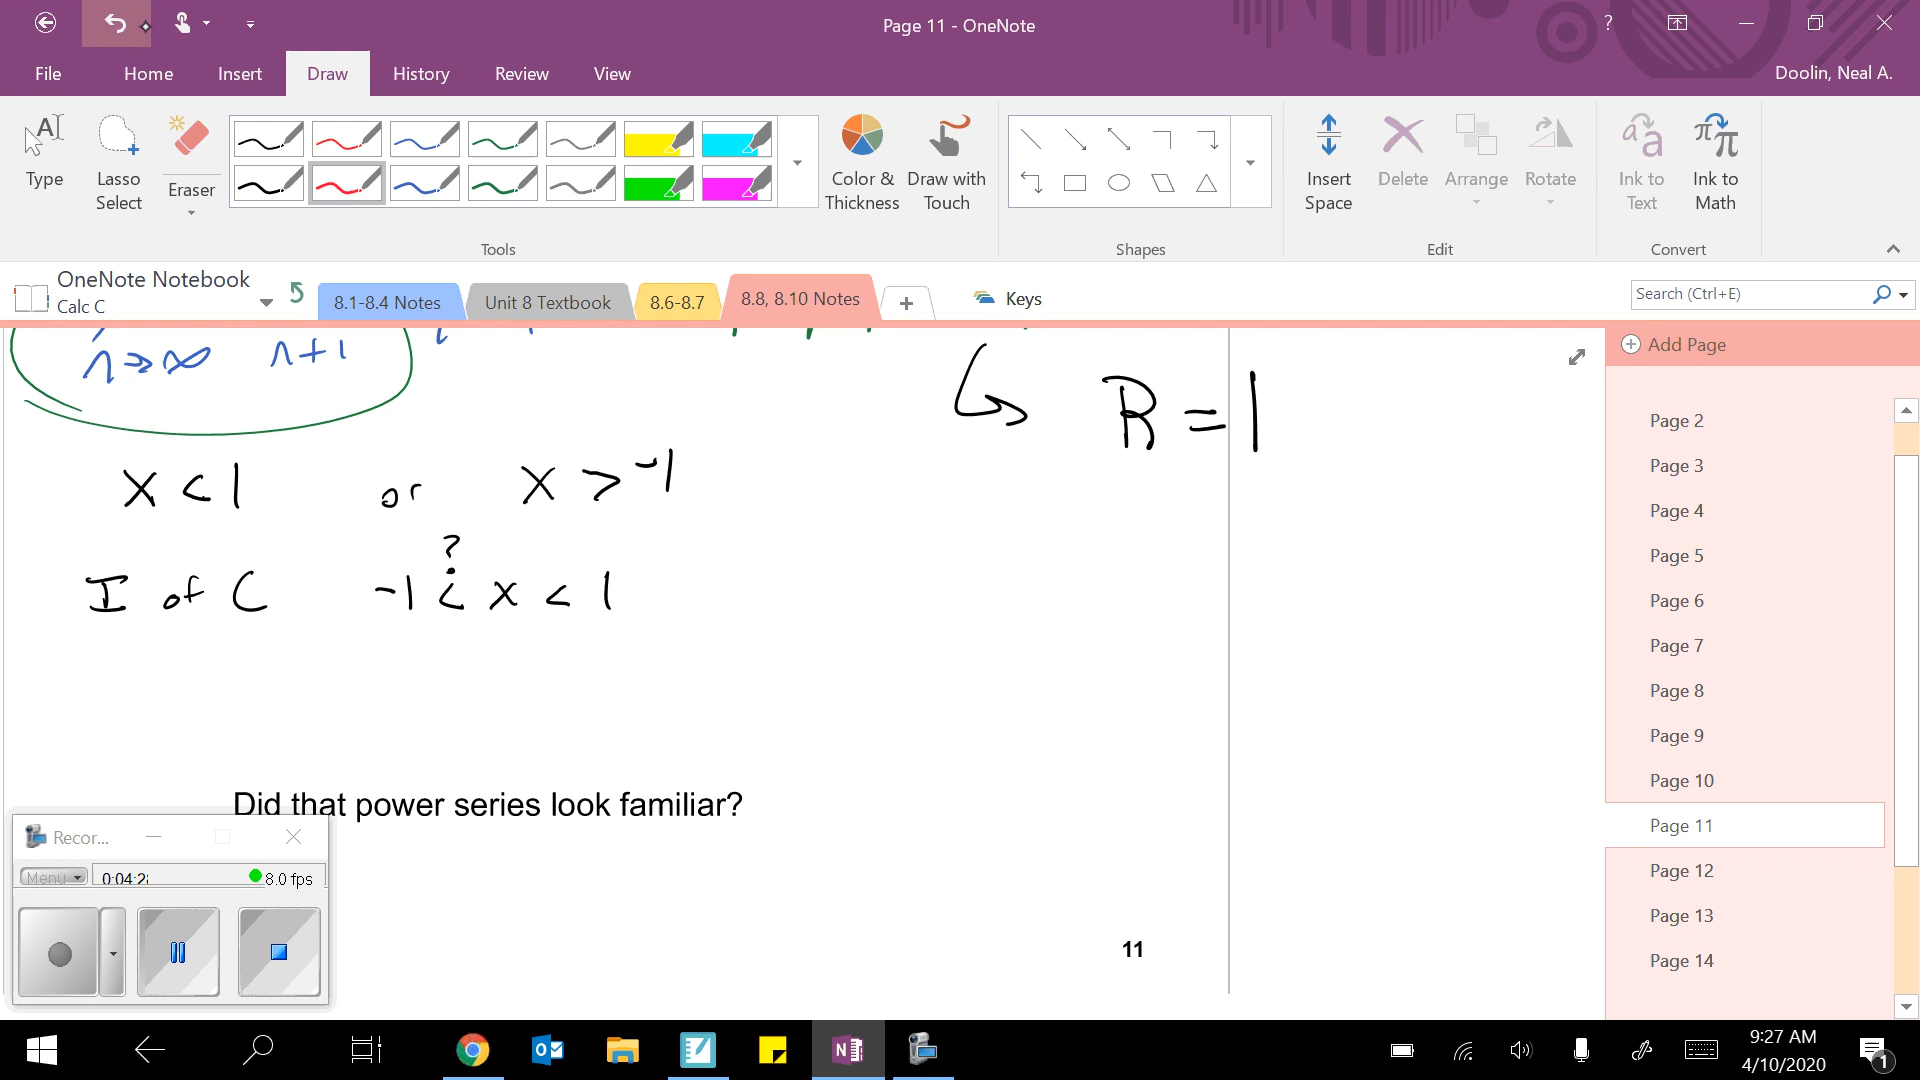 Page 11 - OneNote
?
File Home Insert Draw History Review View
Doolin, Neal A.
Type
Lasso Select
Eraser
Color & Thickness
Draw with Touch
Insert Space
Delete
Arrange
Rotate
Ink to Text
Ink to Math
Tools
Shapes
Edit
Convert
OneNote Notebook
Calc C
8.1-8.4 Notes
Unit 8 Textbook
8.6-8.7
8.8, 8.10 Notes
Keys
Search (Ctrl+E)
n→∞ n+1
R = 1
x < 1 or x > -1
?
I of C -1 < x < 1
Did that power series look familiar?
11
Add Page
Page 2
Page 3
Page 4
Page 5
Page 6
Page 7
Page 8
Page 9
Page 10
Page 11
Page 12
Page 13
Page 14
Recor...
Menu
8.0 fps
9:27 AM
4/10/2020
1